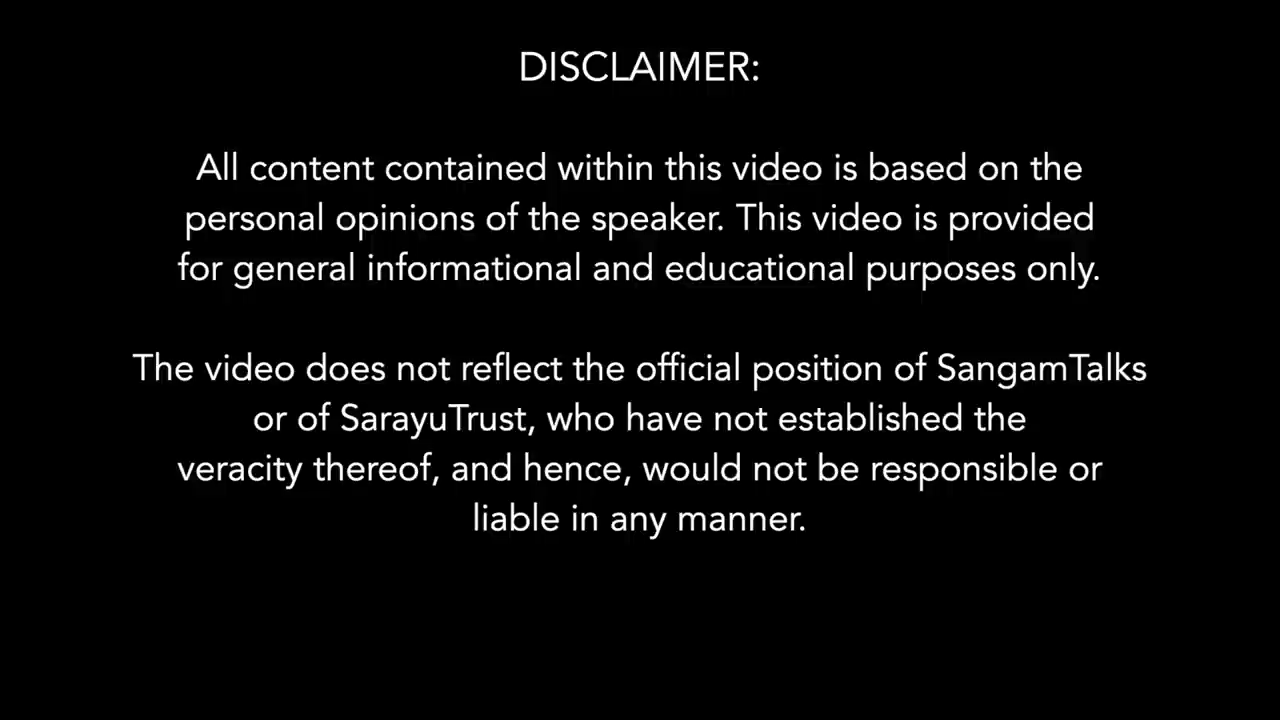 DISCLAIMER:
All content contained within this video is based on the
personal opinions of the speaker. This video is provided
for general informational and educational purposes only.
The video does not reflect the official position of SangamTalks
or of SarayuTrust, who have not established the
veracity thereof, and hence, would not be responsible or
liable in any manner.